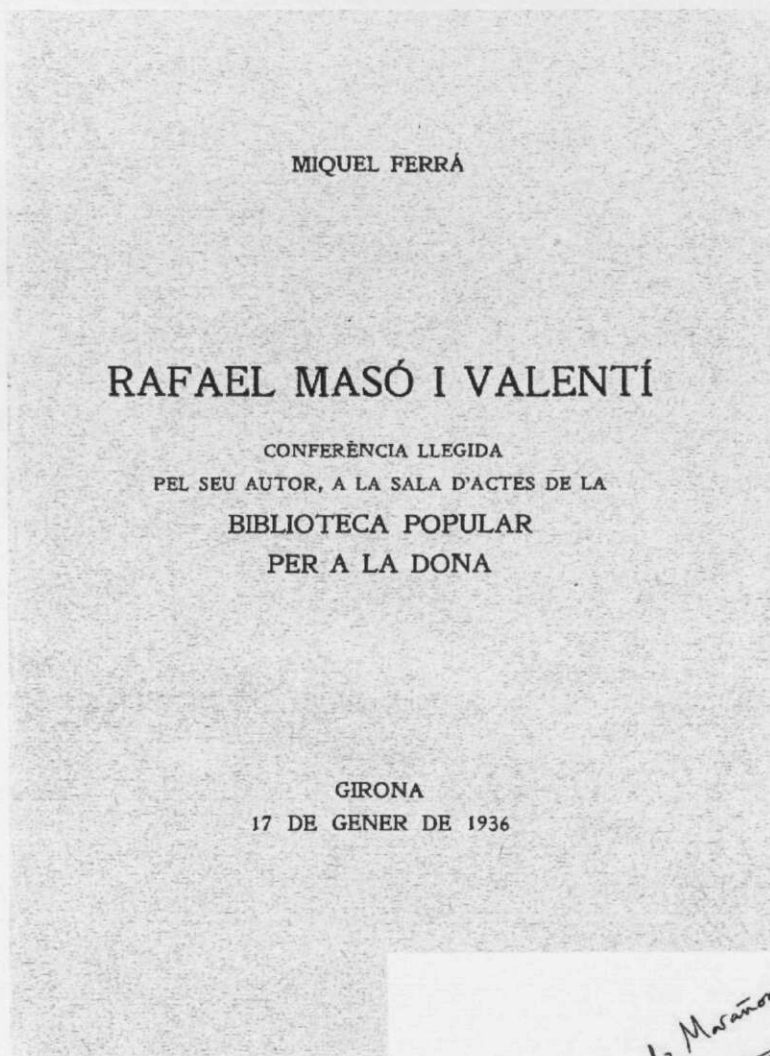 MIQUEL FERRÁ
RAFAEL MASÓ I VALENTÍ
CONFERÈNCIA LLEGIDA
PEL SEU AUTOR, A LA SALA D'ACTES DE LA
BIBLIOTECA POPULAR
PER A LA DONA
GIRONA
17 DE GENER DE 1936